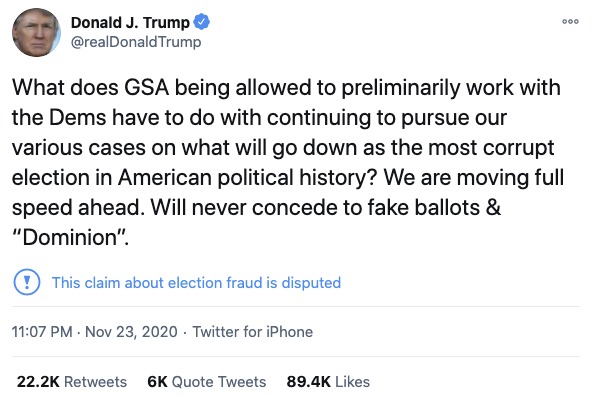 Donald J. Trump
@realDonaldTrump
What does GSA being allowed to preliminarily work with
the Dems have to do with continuing to pursue our
various cases on what will go down as the most corrupt
election in American political history? We are moving full
speed ahead. Will never concede to fake ballots &
“Dominion”.
This claim about election fraud is disputed
11:07 PM · Nov 23, 2020 · Twitter for iPhone
22.2K Retweets 6K Quote Tweets 89.4K Likes